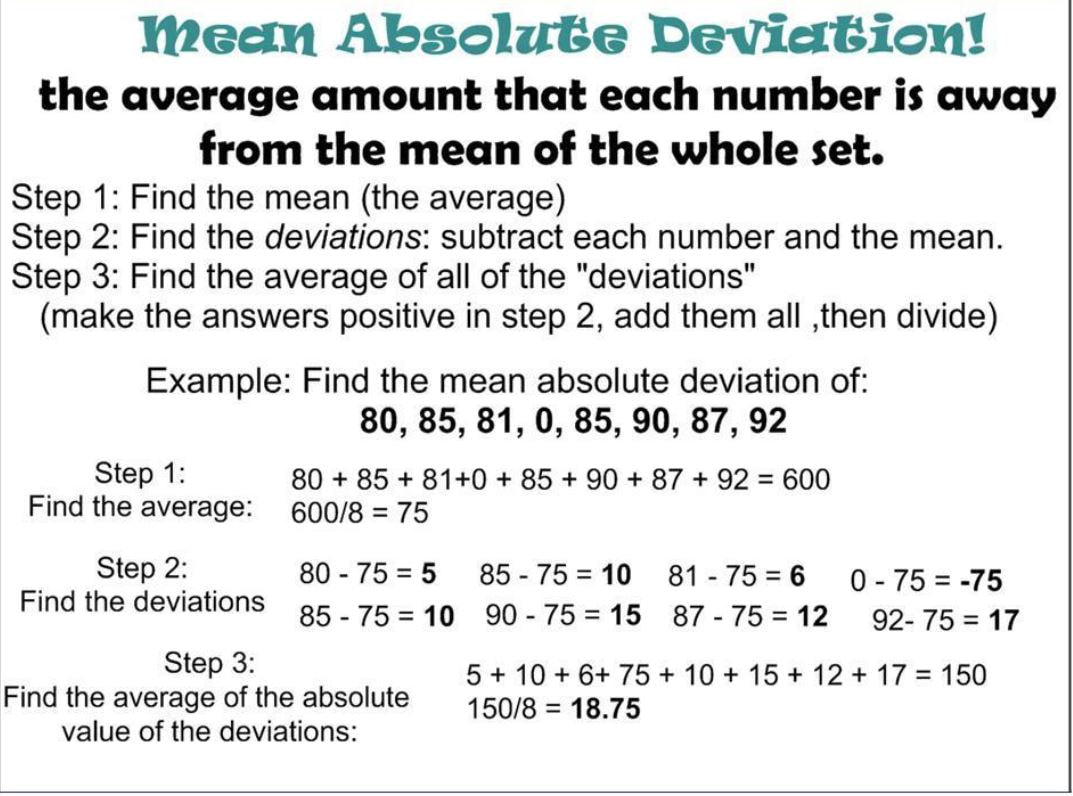 Mean Absolute Deviation!
the average amount that each number is away
from the mean of the whole set.
Step 1: Find the mean (the average)
Step 2: Find the deviations: subtract each number and the mean.
Step 3: Find the average of all of the "deviations"
(make the answers positive in step 2, add them all ,then divide)
Example: Find the mean absolute deviation of:
80, 85, 81, 0, 85, 90, 87, 92
Step 1:
Find the average:
80 + 85 + 81+0 + 85 + 90 + 87 + 92 = 600
600/8 = 75
Step 2:
Find the deviations
80 - 75 = 5 85 - 75 = 10 81 - 75 = 6 0 - 75 = -75
85 - 75 = 10 90 - 75 = 15 87 - 75 = 12 92- 75 = 17
Step 3:
Find the average of the absolute
value of the deviations:
5 + 10 + 6+ 75 + 10 + 15 + 12 + 17 = 150
150/8 = 18.75